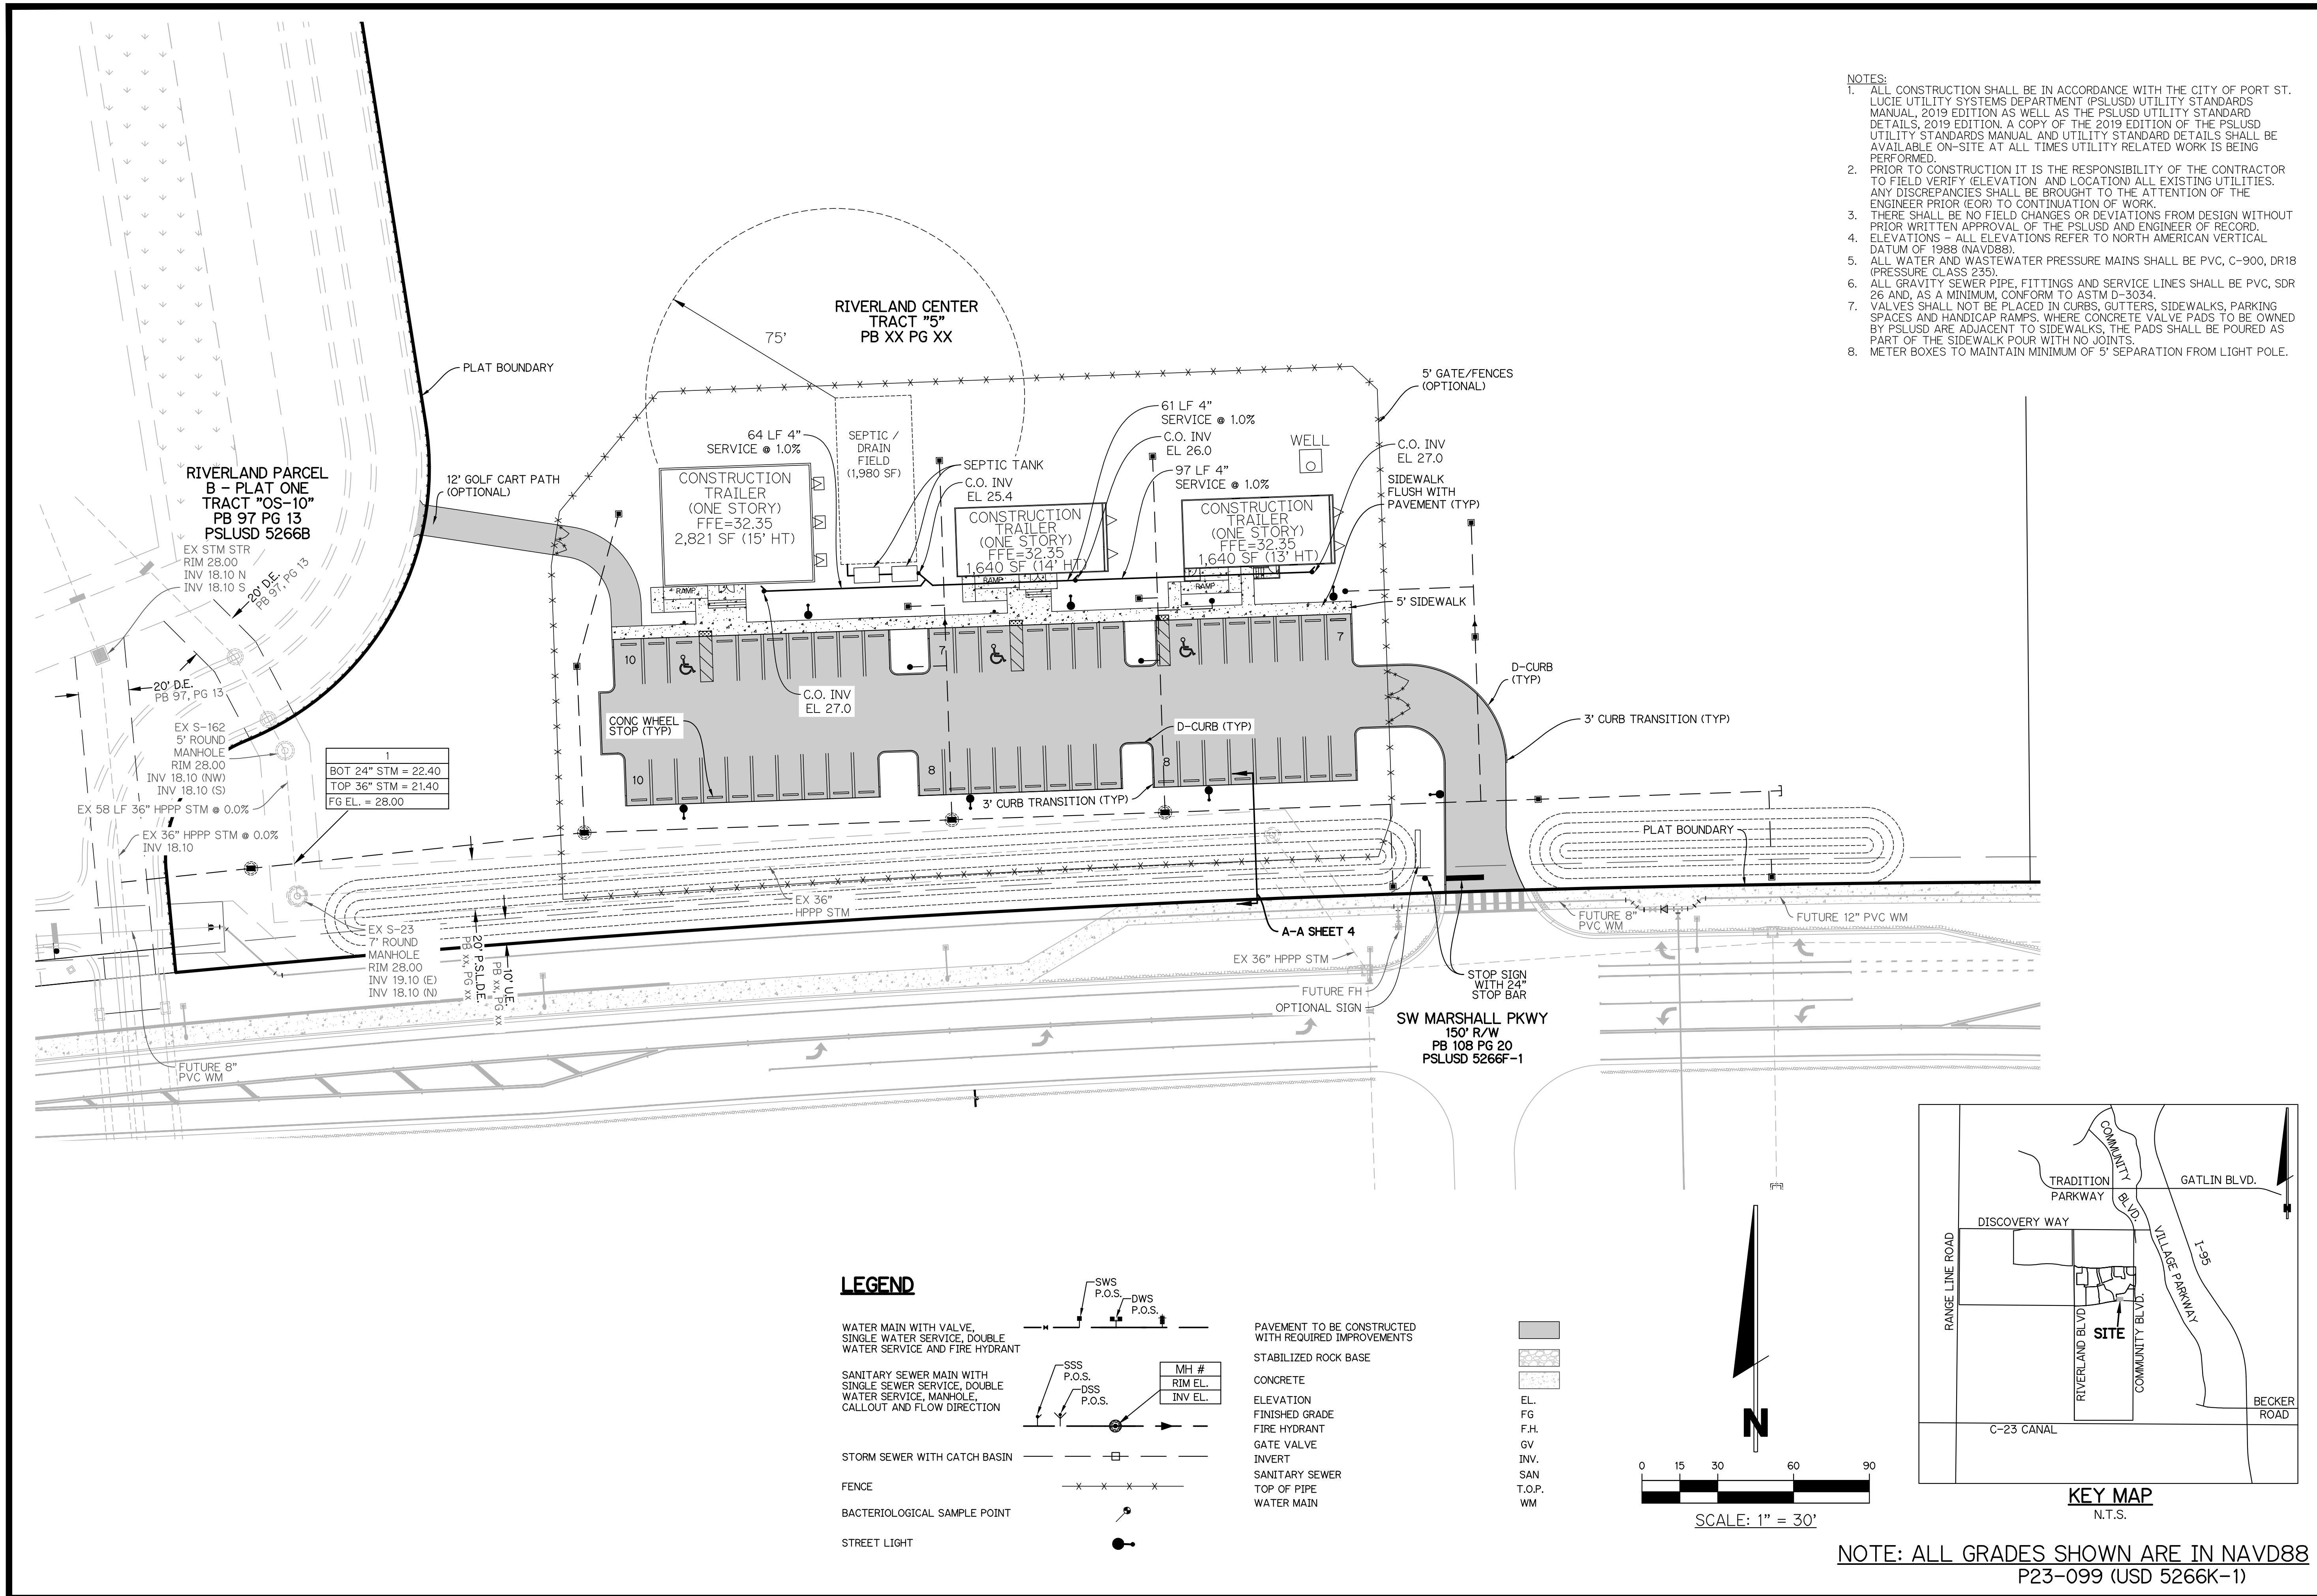 NOTES:
1. ALL CONSTRUCTION SHALL BE IN ACCORDANCE WITH THE CITY OF PORT ST.
LUCIE UTILITY SYSTEMS DEPARTMENT (PSLUSD) UTILITY STANDARDS
MANUAL, 2019 EDITION AS WELL AS THE PSLUSD UTILITY STANDARD
DETAILS, 2019 EDITION. A COPY OF THE 2019 EDITION OF THE PSLUSD
UTILITY STANDARDS MANUAL AND UTILITY STANDARD DETAILS SHALL BE
AVAILABLE ON-SITE AT ALL TIMES UTILITY RELATED WORK IS BEING
PERFORMED.
2. PRIOR TO CONSTRUCTION IT IS THE RESPONSIBILITY OF THE CONTRACTOR
TO FIELD VERIFY (ELEVATION AND LOCATION) ALL EXISTING UTILITIES.
ANY DISCREPANCIES SHALL BE BROUGHT TO THE ATTENTION OF THE
ENGINEER PRIOR (EOR) TO CONTINUATION OF WORK.
3. THERE SHALL BE NO FIELD CHANGES OR DEVIATIONS FROM DESIGN WITHOUT
PRIOR WRITTEN APPROVAL OF THE PSLUSD AND ENGINEER OF RECORD.
4. ELEVATIONS - ALL ELEVATIONS REFER TO NORTH AMERICAN VERTICAL
DATUM OF 1988 (NAVD88).
5. ALL WATER AND WASTEWATER PRESSURE MAINS SHALL BE PVC, C-900, DR18
(PRESSURE CLASS 235).
6. ALL GRAVITY SEWER PIPE, FITTINGS AND SERVICE LINES SHALL BE PVC, SDR
26 AND, AS A MINIMUM, CONFORM TO ASTM D-3034.
7. VALVES SHALL NOT BE PLACED IN CURBS, GUTTERS, SIDEWALKS, PARKING
SPACES AND HANDICAP RAMPS. WHERE CONCRETE VALVE PADS TO BE OWNED
BY PSLUSD ARE ADJACENT TO SIDEWALKS, THE PADS SHALL BE POURED AS
PART OF THE SIDEWALK POUR WITH NO JOINTS.
8. METER BOXES TO MAINTAIN MINIMUM OF 5' SEPARATION FROM LIGHT POLE.
RIVERLAND CENTER
TRACT "5"
PB XX PG XX
75'
PLAT BOUNDARY
5' GATE/FENCES
(OPTIONAL)
61 LF 4"
SERVICE @ 1.0%
C.O. INV
EL 26.0
64 LF 4"
SERVICE @ 1.0%
SEPTIC /
DRAIN
FIELD
(1,980 SF)
WELL
C.O. INV
EL 27.0
SEPTIC TANK
97 LF 4"
SERVICE @ 1.0%
C.O. INV
EL 25.4
SIDEWALK
FLUSH WITH
PAVEMENT (TYP)
RIVERLAND PARCEL
B - PLAT ONE
TRACT "OS-10"
PB 97 PG 13
PSLUSD 5266B
12' GOLF CART PATH
(OPTIONAL)
CONSTRUCTION
TRAILER
(ONE STORY)
FFE=32.35
2,821 SF (15' HT)
CONSTRUCTION
TRAILER
(ONE STORY)
FFE=32.35
1,640 SF (14' HT)
CONSTRUCTION
TRAILER
(ONE STORY)
FFE=32.35
1,640 SF (13' HT)
EX STM STR
RIM 28.00
INV 18.10 N
INV 18.10 S
20' D.E.
PB 97, PG 13
RAMP
RAMP
RAMP
5' SIDEWALK
10
7
7
20' D.E.
PB 97, PG 13
C.O. INV
EL 27.0
D-CURB
(TYP)
CONC WHEEL
STOP (TYP)
D-CURB (TYP)
3' CURB TRANSITION (TYP)
EX S-162
5' ROUND
MANHOLE
RIM 28.00
INV 18.10 (NW)
INV 18.10 (S)
1
BOT 24" STM = 22.40
TOP 36" STM = 21.40
FG EL. = 28.00
10
8
8
3' CURB TRANSITION (TYP)
EX 58 LF 36" HPPP STM @ 0.0%
EX 36" HPPP STM @ 0.0%
INV 18.10
PLAT BOUNDARY
EX 36"
HPPP STM
FUTURE 8"
PVC WM
FUTURE 12" PVC WM
EX S-23
7' ROUND
MANHOLE
RIM 28.00
INV 19.10 (E)
INV 18.10 (N)
20' P.S.L.D.E.
PB xx, PG xx
10' U.E.
PB xx, PG xx
A-A SHEET 4
EX 36" HPPP STM
STOP SIGN
WITH 24"
STOP BAR
FUTURE FH
OPTIONAL SIGN
SW MARSHALL PKWY
150' R/W
PB 108 PG 20
PSLUSD 5266F-1
FUTURE 8"
PVC WM
LEGEND
SWS
P.O.S.
DWS
P.O.S.
WATER MAIN WITH VALVE,
SINGLE WATER SERVICE, DOUBLE
WATER SERVICE AND FIRE HYDRANT
SANITARY SEWER MAIN WITH
SINGLE SEWER SERVICE, DOUBLE
WATER SERVICE, MANHOLE,
CALLOUT AND FLOW DIRECTION
SSS
P.O.S.
DSS
P.O.S.
MH #
RIM EL.
INV EL.
STORM SEWER WITH CATCH BASIN
FENCE
BACTERIOLOGICAL SAMPLE POINT
STREET LIGHT
PAVEMENT TO BE CONSTRUCTED
WITH REQUIRED IMPROVEMENTS
STABILIZED ROCK BASE
CONCRETE
ELEVATION EL.
FINISHED GRADE FG
FIRE HYDRANT F.H.
GATE VALVE GV
INVERT INV.
SANITARY SEWER SAN
TOP OF PIPE T.O.P.
WATER MAIN WM
N
0 15 30 60 90
SCALE: 1" = 30'
COMMUNITY
BLVD.
TRADITION
PARKWAY
GATLIN BLVD.
N
DISCOVERY WAY
RANGE LINE ROAD
VILLAGE PARKWAY
I-95
RIVERLAND BLVD
SITE
COMMUNITY BLVD.
BECKER
ROAD
C-23 CANAL
KEY MAP
N.T.S.
NOTE: ALL GRADES SHOWN ARE IN NAVD88
P23-099 (USD 5266K-1)